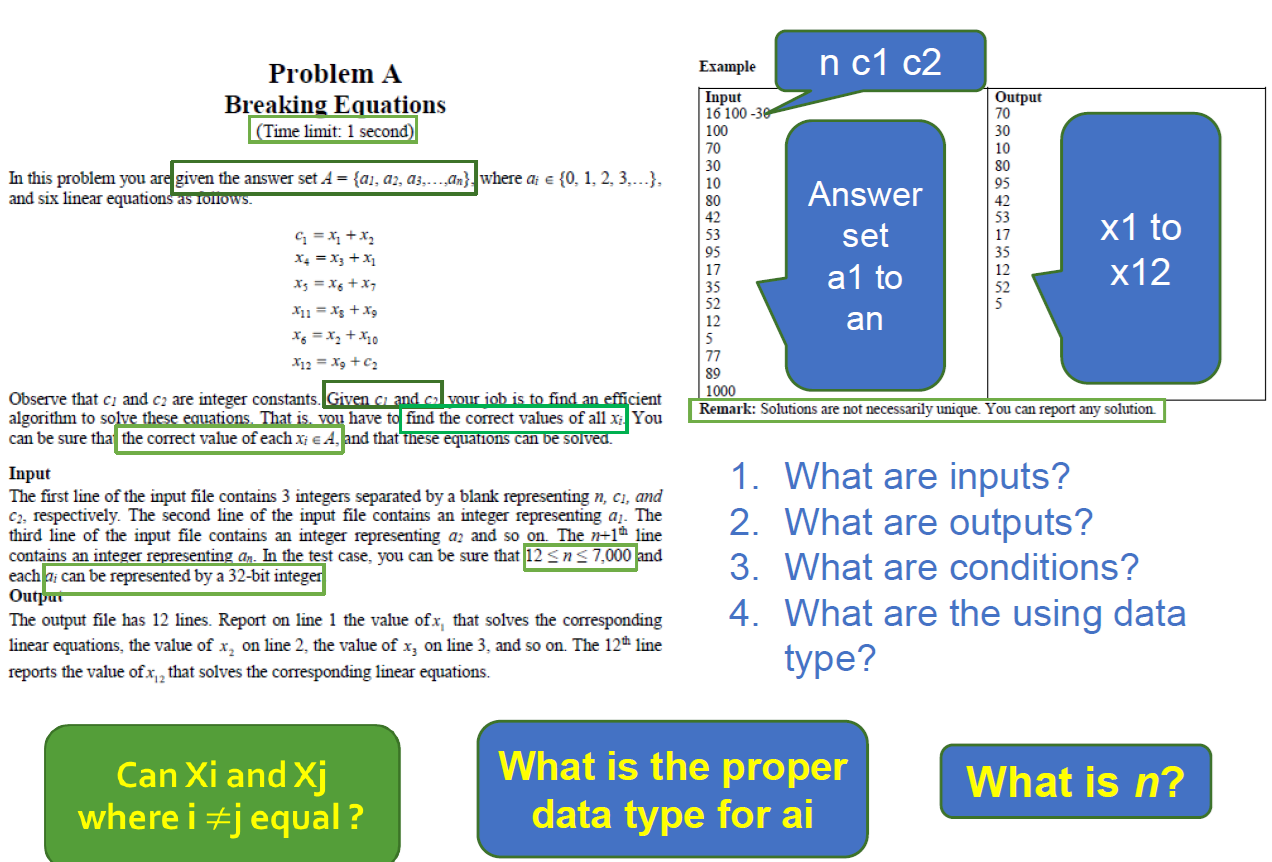 Problem A
Breaking Equations
(Time limit: 1 second)
In this problem you are given the answer set A = {a₁, a₂, a₃,…,aₙ}, where aᵢ ∈ {0, 1, 2, 3,…},
and six linear equations as follows.
c₁ = x₁ + x₂
x₄ = x₃ + x₁
x₅ = x₆ + x₇
x₁₁ = x₈ + x₉
x₆ = x₂ + x₁₀
x₁₂ = x₉ + c₂
Observe that c₁ and c₂ are integer constants. Given c₁ and c₂, your job is to find an efficient
algorithm to solve these equations. That is, you have to find the correct values of all xᵢ. You
can be sure that the correct value of each xᵢ ∈ A, and that these equations can be solved.
Input
The first line of the input file contains 3 integers separated by a blank representing n, c₁, and
c₂, respectively. The second line of the input file contains an integer representing a₁. The
third line of the input file contains an integer representing a₂ and so on. The n+1ᵗʰ line
contains an integer representing aₙ. In the test case, you can be sure that 12 ≤ n ≤ 7,000 and
each aᵢ can be represented by a 32-bit integer
Output
The output file has 12 lines. Report on line 1 the value of x₁ that solves the corresponding
linear equations, the value of x₂ on line 2, the value of x₃ on line 3, and so on. The 12ᵗʰ line
reports the value of x₁₂ that solves the corresponding linear equations.
Example
n c1 c2
Input
16 100 -30
100
70
30
10
80
42
53
95
17
35
52
12
5
77
89
1000
Answer
set
a1 to
an
Output
70
30
10
80
95
42
53
17
35
12
52
5
x1 to
x12
Remark: Solutions are not necessarily unique. You can report any solution.
1. What are inputs?
2. What are outputs?
3. What are conditions?
4. What are the using data
type?
Can Xi and Xj
where i ≠j equal ?
What is the proper
data type for ai
What is n?